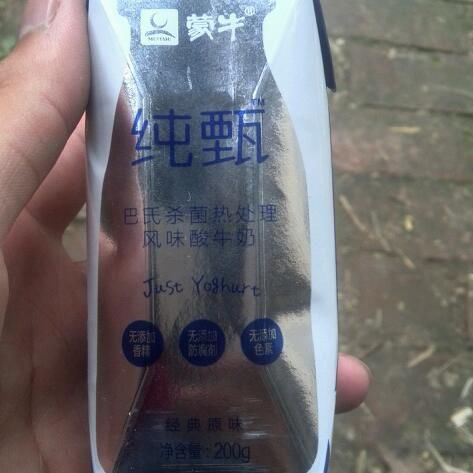 蒙牛®
MENGNIU
纯甄™
巴氏杀菌热处理
风味酸牛奶
Just Yoghurt
无添加
香精
无添加
防腐剂
无添加
色素
经典原味
净含量:200g